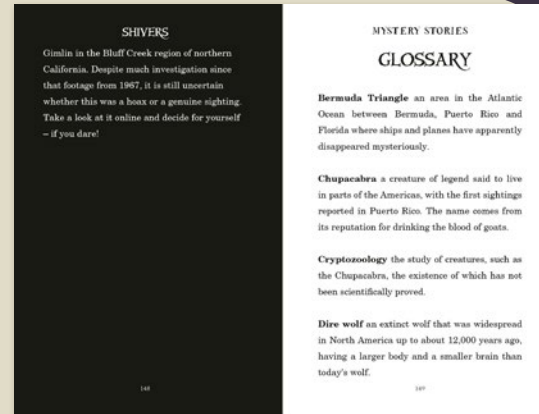 SHIVERS
Gimlin in the Bluff Creek region of northern
California. Despite much investigation since
that footage from 1967, it is still uncertain
whether this was a hoax or a genuine sighting.
Take a look at it online and decide for yourself
– if you dare!
148
MYSTERY STORIES
GLOSSARY
Bermuda Triangle an area in the Atlantic
Ocean between Bermuda, Puerto Rico and
Florida where ships and planes have apparently
disappeared mysteriously.
Chupacabra a creature of legend said to live
in parts of the Americas, with the first sightings
reported in Puerto Rico. The name comes from
its reputation for drinking the blood of goats.
Cryptozoology the study of creatures, such as
the Chupacabra, the existence of which has not
been scientifically proved.
Dire wolf an extinct wolf that was widespread
in North America up to about 12,000 years ago,
having a larger body and a smaller brain than
today's wolf.
149